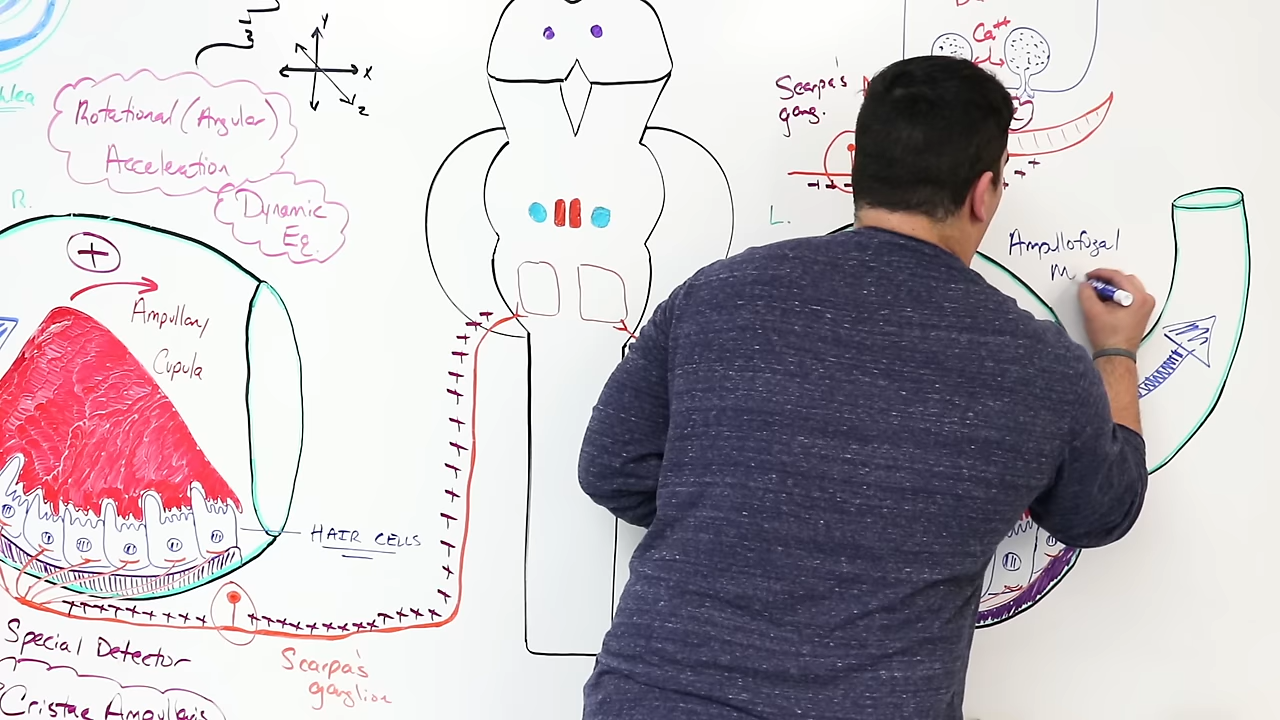 Y
X
Z
Rotational (Angular)
Acceleration
Dynamic
Eq.
R.
+
Ampullary
Cupula
HAIR CELLS
Special Detector
Cristae Ampullaris
Scarpa's
ganglion
Ca++
Scarpa's
gang.
L.
Ampullofugal
M